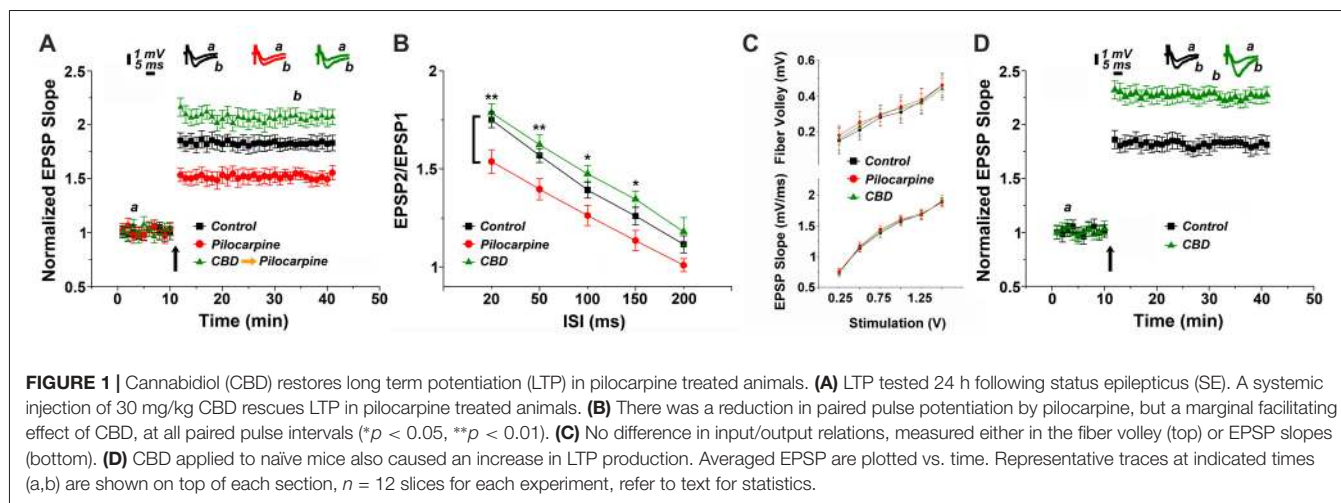 A
1 mV
5 ms
a
b
a
b
a
b
2.5
2
1.5
1
0.5
Normalized EPSP Slope
b
a
Control
Pilocarpine
CBD → Pilocarpine
0 10 20 30 40 50
Time (min)
B
2
1.5
1
EPSP2/EPSP1
** ** * *
Control
Pilocarpine
CBD
20 50 100 150 200
ISI (ms)
C
0.6
0.4
0.2
Fiber Volley (mV)
Control
Pilocarpine
CBD
2
1.5
1
0.5
EPSP Slope (mV/ms)
0.25 0.75 1.25
Stimulation (V)
D
1 mV
5 ms
a
b
a
b
b
2.5
2.0
1.5
1
0.5
Normalized EPSP Slope
a
Control
CBD
0 10 20 30 40 50
Time (min)
FIGURE 1 | Cannabidiol (CBD) restores long term potentiation (LTP) in pilocarpine treated animals. (A) LTP tested 24 h following status epilepticus (SE). A systemic
injection of 30 mg/kg CBD rescues LTP in pilocarpine treated animals. (B) There was a reduction in paired pulse potentiation by pilocarpine, but a marginal facilitating
effect of CBD, at all paired pulse intervals (*p < 0.05, **p < 0.01). (C) No difference in input/output relations, measured either in the fiber volley (top) or EPSP slopes
(bottom). (D) CBD applied to naïve mice also caused an increase in LTP production. Averaged EPSP are plotted vs. time. Representative traces at indicated times
(a,b) are shown on top of each section, n = 12 slices for each experiment, refer to text for statistics.